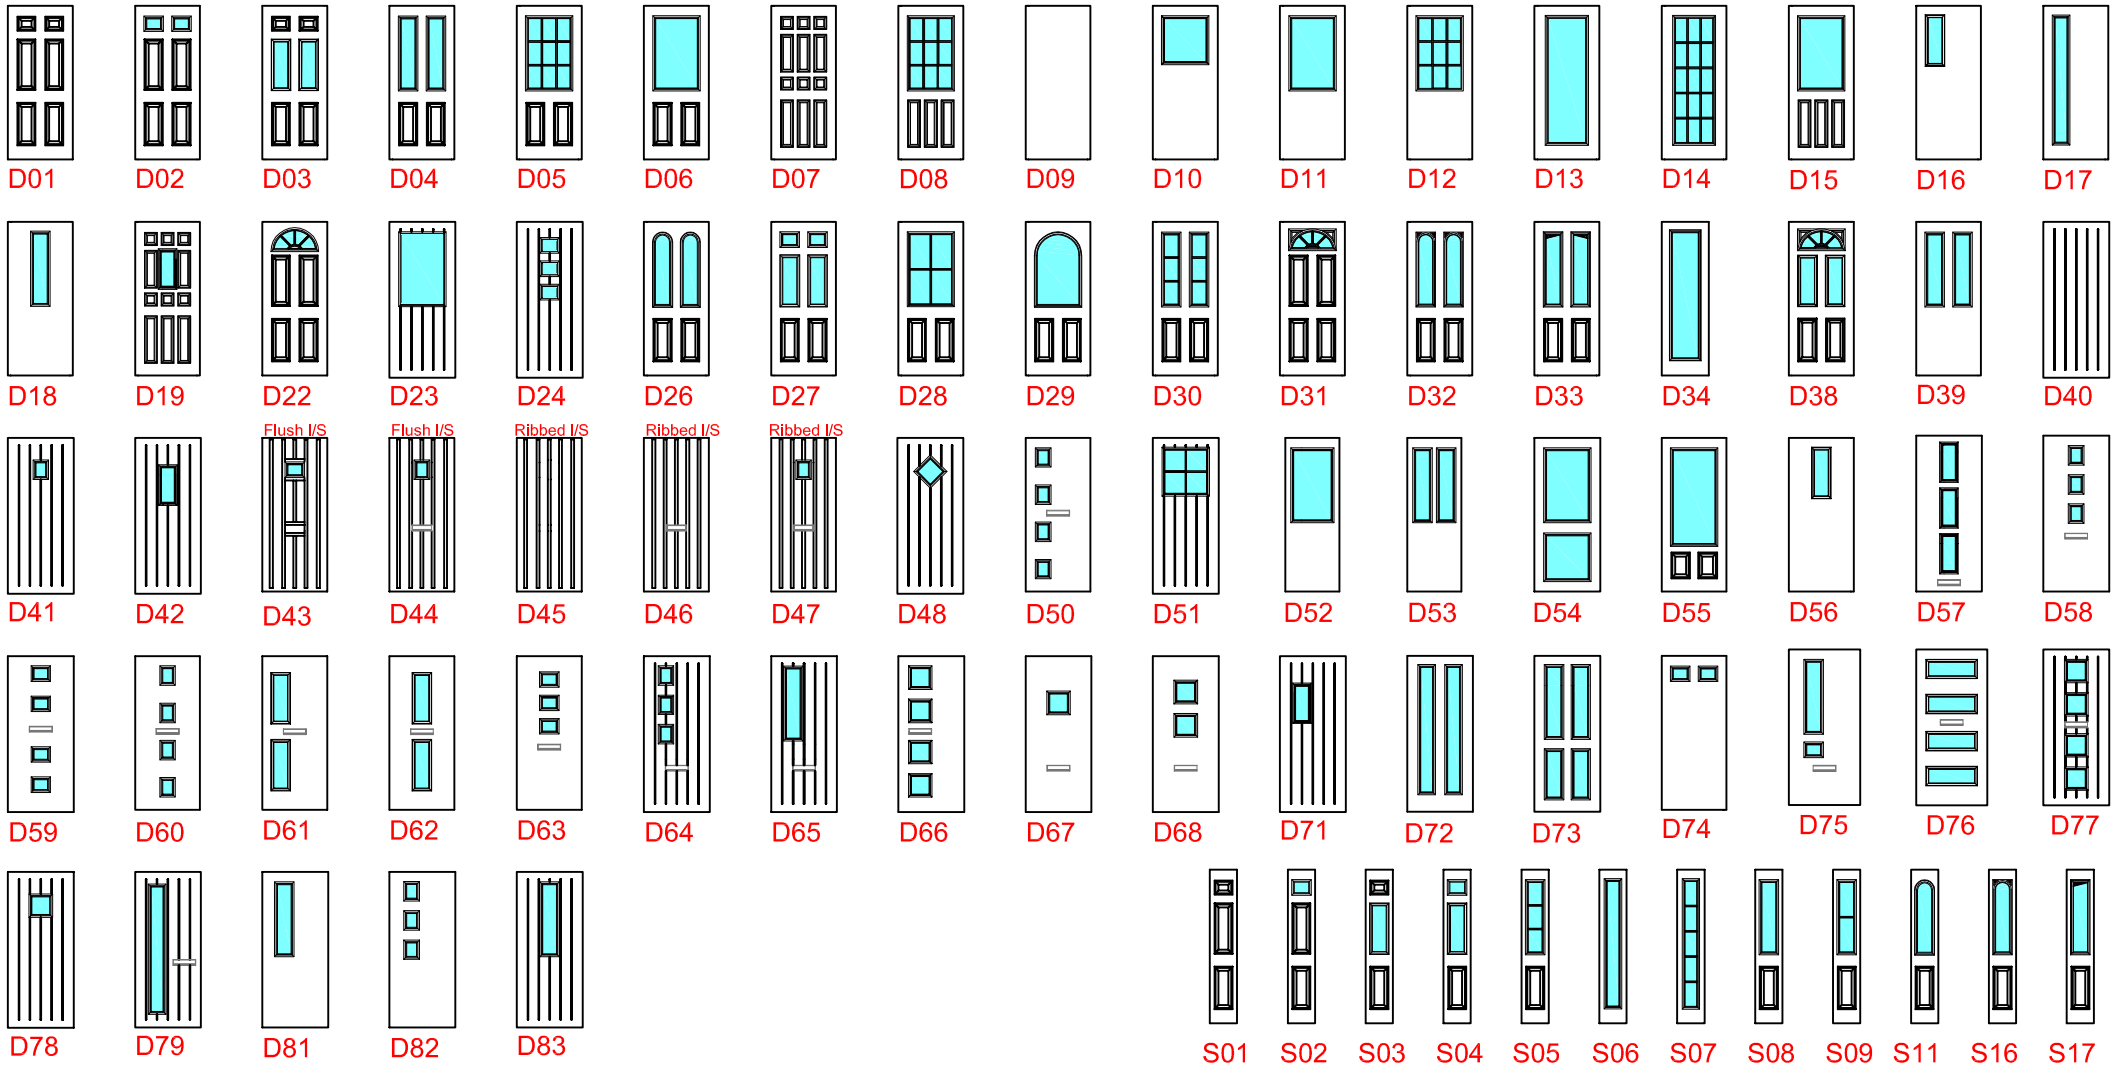 D01 D02 D03 D04 D05 D06 D07 D08 D09 D10 D11 D12 D13 D14 D15 D16 D17
D18 D19 D22 D23 D24 D26 D27 D28 D29 D30 D31 D32 D33 D34 D38 D39 D40
Flush I/S Flush I/S Ribbed I/S Ribbed I/S Ribbed I/S
D41 D42 D43 D44 D45 D46 D47 D48 D50 D51 D52 D53 D54 D55 D56 D57 D58
D59 D60 D61 D62 D63 D64 D65 D66 D67 D68 D71 D72 D73 D74 D75 D76 D77
D78 D79 D81 D82 D83 S01 S02 S03 S04 S05 S06 S07 S08 S09 S11 S16 S17